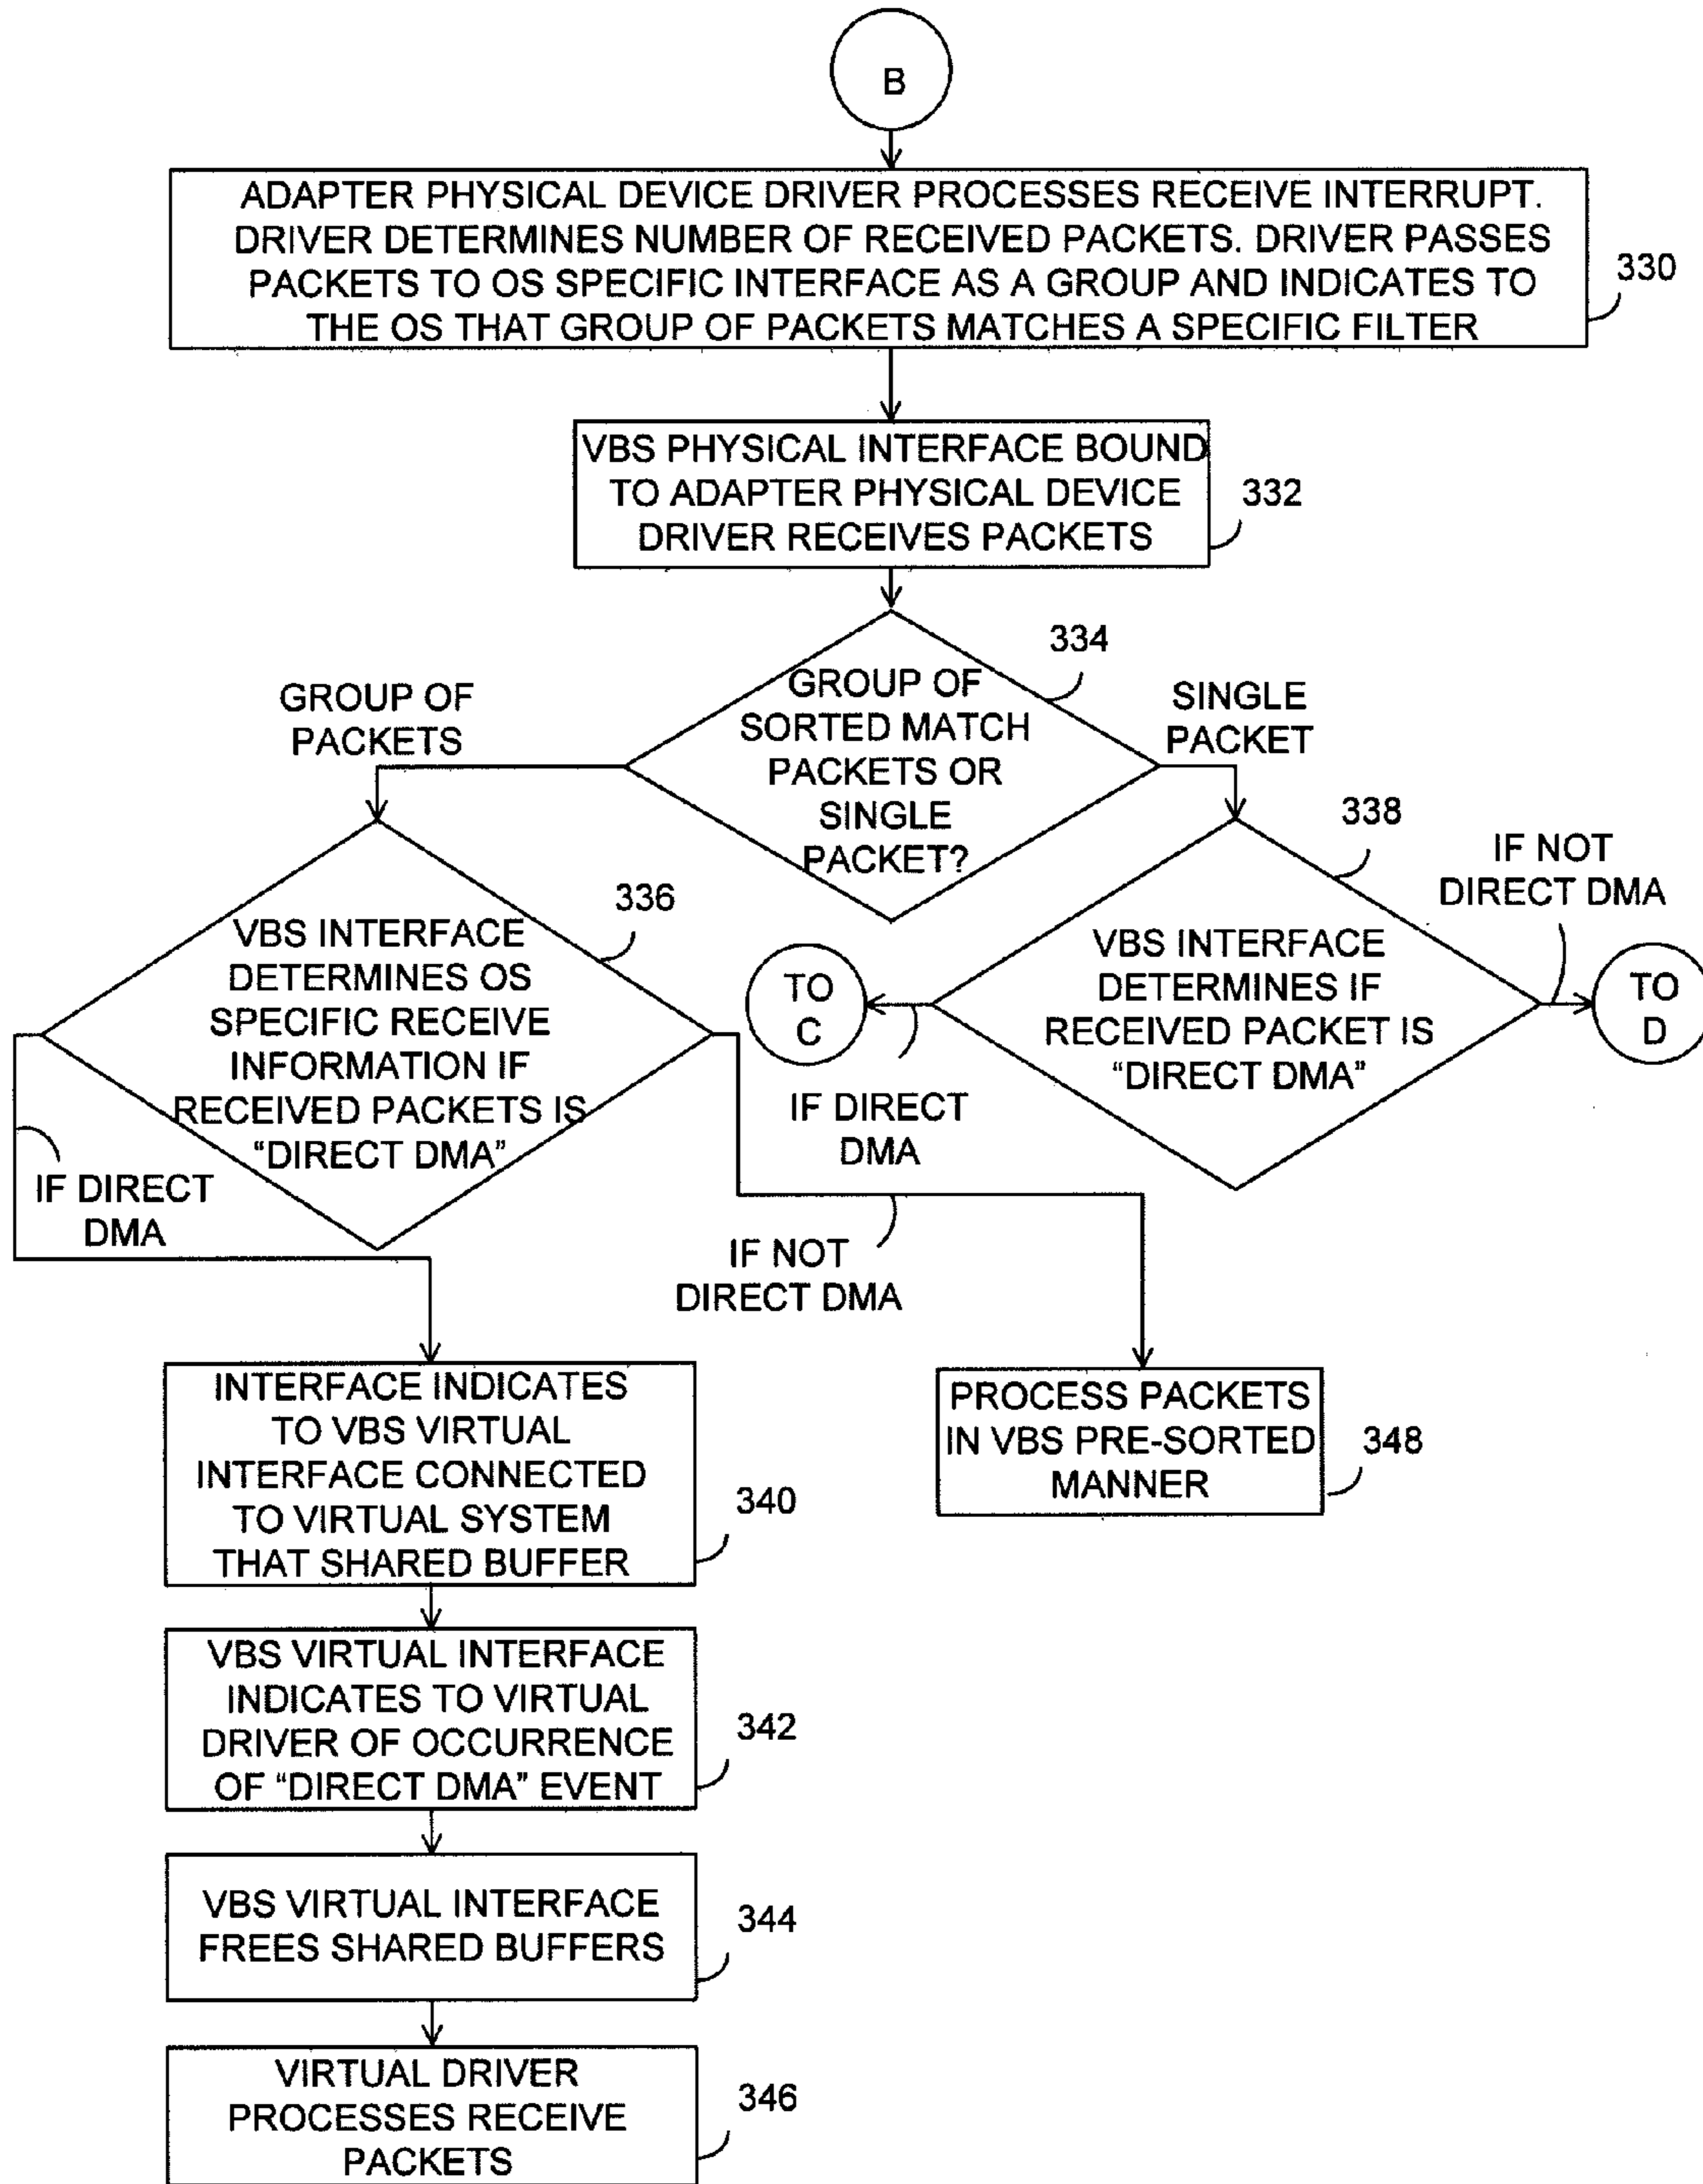 B
ADAPTER PHYSICAL DEVICE DRIVER PROCESSES RECEIVE INTERRUPT.
DRIVER DETERMINES NUMBER OF RECEIVED PACKETS. DRIVER PASSES
PACKETS TO OS SPECIFIC INTERFACE AS A GROUP AND INDICATES TO
THE OS THAT GROUP OF PACKETS MATCHES A SPECIFIC FILTER
330
VBS PHYSICAL INTERFACE BOUND
TO ADAPTER PHYSICAL DEVICE
DRIVER RECEIVES PACKETS
332
334
GROUP OF
SORTED MATCH
PACKETS OR
SINGLE
PACKET?
GROUP OF
PACKETS
SINGLE
PACKET
336
VBS INTERFACE
DETERMINES OS
SPECIFIC RECEIVE
INFORMATION IF
RECEIVED PACKETS IS
“DIRECT DMA”
338
VBS INTERFACE
DETERMINES IF
RECEIVED PACKET IS
“DIRECT DMA”
IF NOT
DIRECT DMA
TO
C
TO
D
IF DIRECT
DMA
IF DIRECT
DMA
IF NOT
DIRECT DMA
INTERFACE INDICATES
TO VBS VIRTUAL
INTERFACE CONNECTED
TO VIRTUAL SYSTEM
THAT SHARED BUFFER
340
PROCESS PACKETS
IN VBS PRE-SORTED
MANNER
348
VBS VIRTUAL INTERFACE
INDICATES TO VIRTUAL
DRIVER OF OCCURRENCE
OF “DIRECT DMA” EVENT
342
VBS VIRTUAL INTERFACE
FREES SHARED BUFFERS
344
VIRTUAL DRIVER
PROCESSES RECEIVE
PACKETS
346